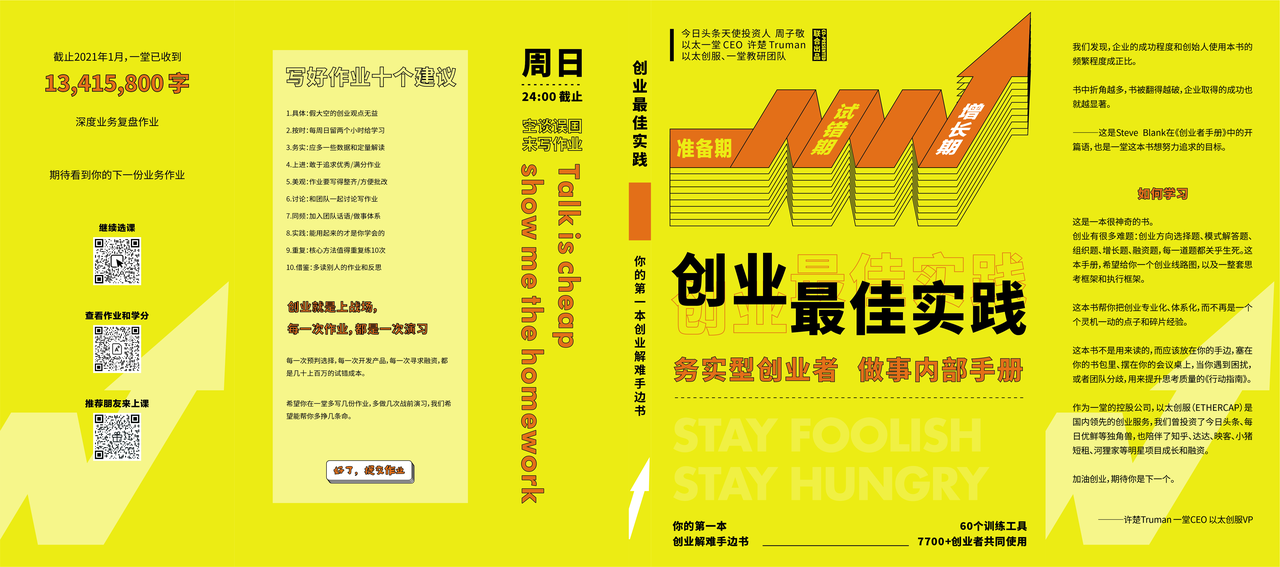 截止2021年1月，一堂已收到
13,415,800 字
深度业务复盘作业
期待看到你的下一份业务作业
继续选课
查看作业和学分
推荐朋友来上课
写好作业十个建议
1.具体：假大空的创业观点无益
2.按时：每周日留两个小时给学习
3.务实：应多一些数据和定量解读
4.上进：敢于追求优秀/满分作业
5.美观：作业要写得整齐/方便批改
6.讨论：和团队一起讨论写作业
7.同频：加入团队话语/做事体系
8.实践：能用起来的才是你学会的
9.重复：核心方法值得重复练10次
10.借鉴：多读别人的作业和反思
创业就是上战场，
每一次作业，都是一次演习
每一次预判选择，每一次开发产品，每一次寻求融资，都
是几十上百万的试错成本。
希望你在一堂多写几份作业，多做几次战前演习，我们希
望能帮你多挣几条命。
好了，提交作业
周日
24:00 截止
空谈误国
来写作业
Talk is cheap
show me the homework
创业最佳实践
你的第一本创业解难手边书
今日头条天使投资人 周子敬
以太一堂 CEO 许楚 Truman
以太创服、一堂教研团队
联合出品
准备期
试错期
增长期
创业最佳实践
创业最佳实践
务实型创业者 做事内部手册
STAY FOOLISH
STAY HUNGRY
你的第一本
创业解难手边书
60个训练工具
7700+创业者共同使用
我们发现，企业的成功程度和创始人使用本书的
频繁程度成正比。
书中折角越多，书被翻得越破，企业取得的成功也
就越显著。
———这是Steve Blank在《创业者手册》中的开
篇语，也是一堂这本书想努力追求的目标。
如何学习
这是一本很神奇的书。
创业有很多难题：创业方向选择题、模式解答题、
组织题、增长题、融资题，每一道题都关乎生死。这
本手册，希望给你一个创业线路图，以及一整套思
考框架和执行框架。
这本书帮你把创业专业化、体系化，而不再是一个
个灵机一动的点子和碎片经验。
这本书不是用来读的，而应该放在你的手边，塞在
你的书包里、摆在你的会议桌上，当你遇到困扰，
或者团队分歧，用来提升思考质量的《行动指南》。
作为一堂的控股公司，以太创服（ETHERCAP）是
国内领先的创业服务，我们曾投资了今日头条、每
日优鲜等独角兽，也陪伴了知乎、达达、映客、小猪
短租、河狸家等明星项目成长和融资。
加油创业，期待你是下一个。
———许楚Truman 一堂CEO 以太创服VP